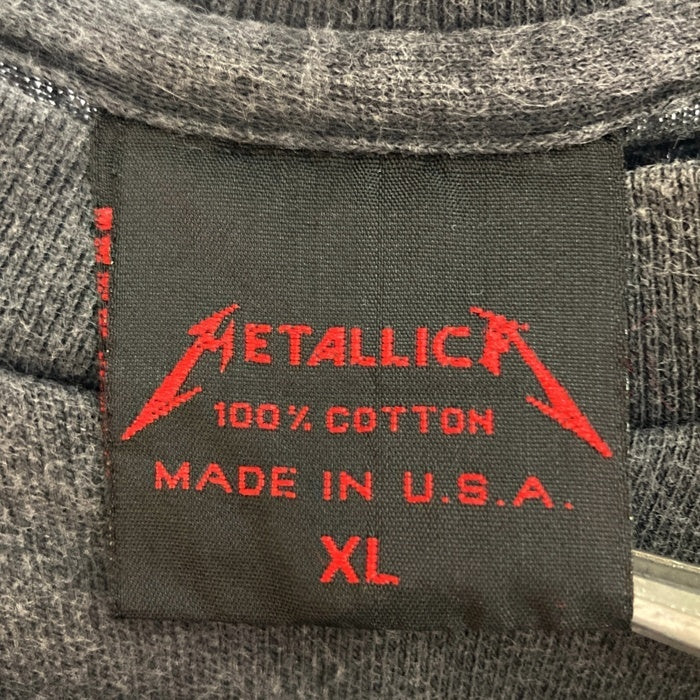 METALLICA
100% COTTON
MADE IN U.S.A.
XL